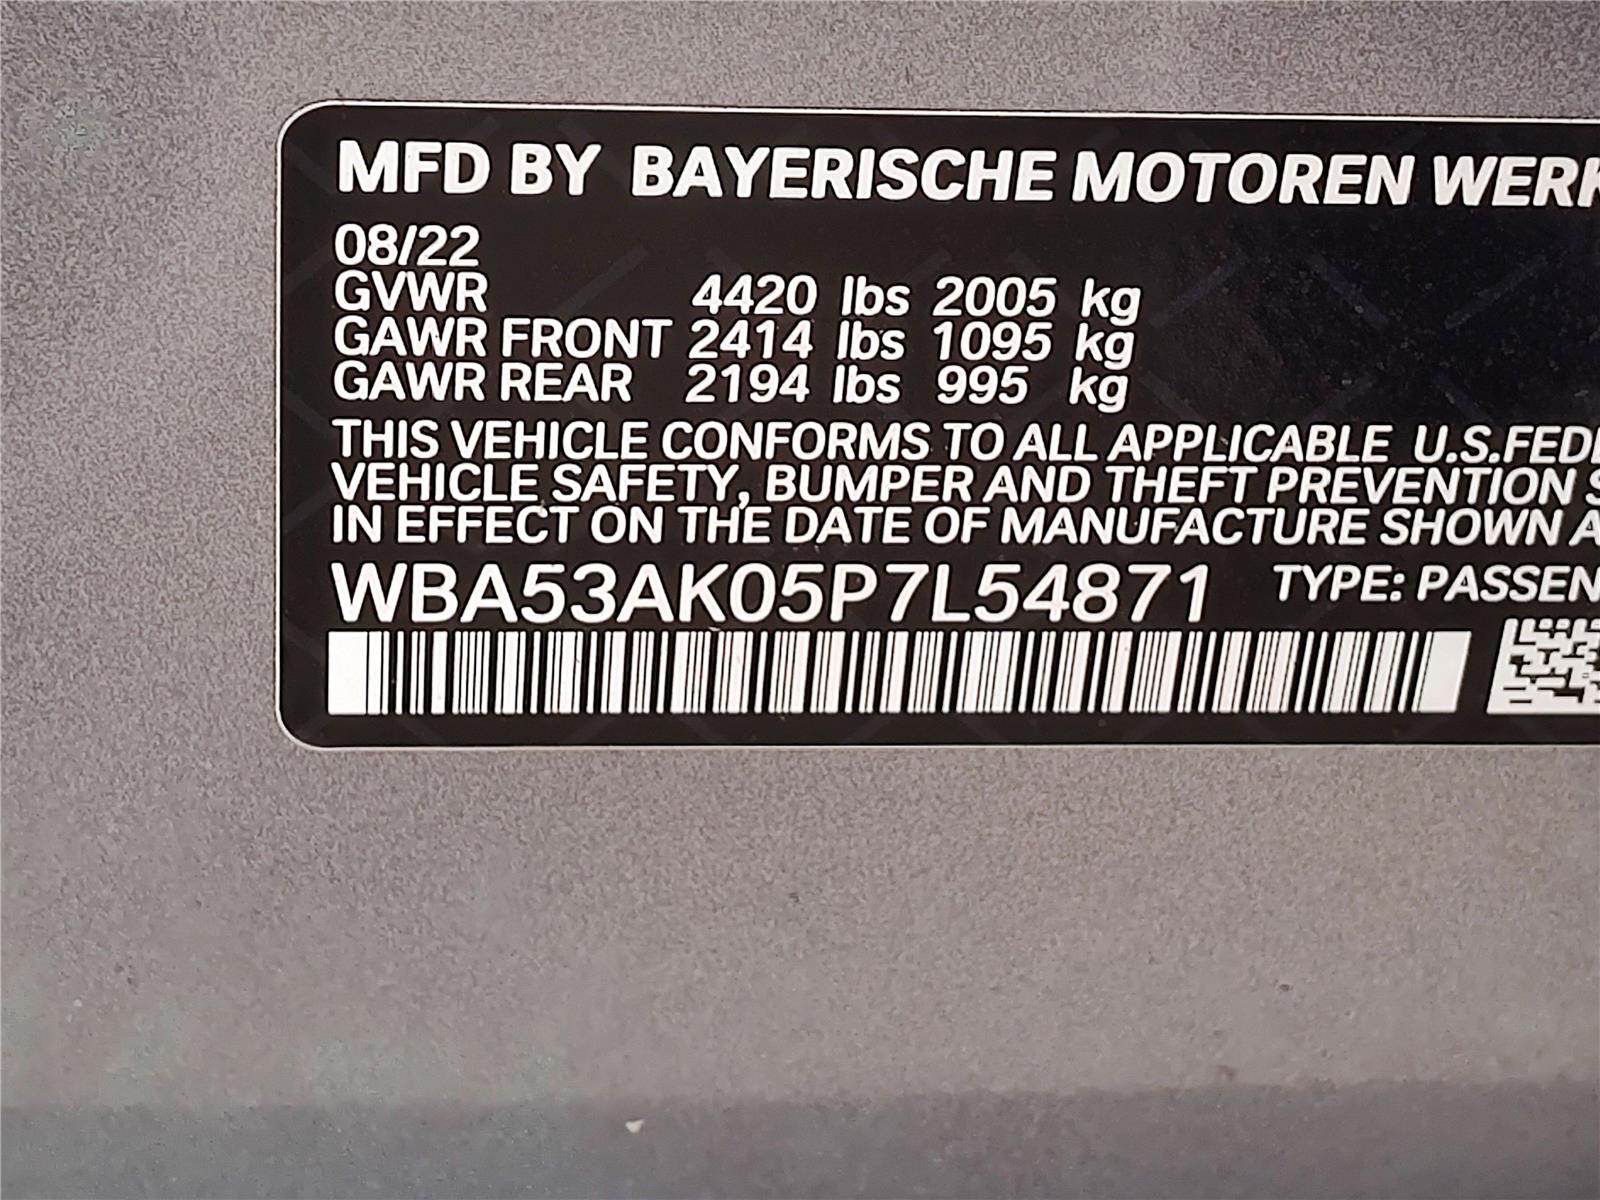 MFD BY BAYERISCHE MOTOREN WERK
08/22
GVWR 4420 lbs 2005 kg
GAWR FRONT 2414 lbs 1095 kg
GAWR REAR 2194 lbs 995 kg
THIS VEHICLE CONFORMS TO ALL APPLICABLE U.S.FEDE
VEHICLE SAFETY, BUMPER AND THEFT PREVENTION S
IN EFFECT ON THE DATE OF MANUFACTURE SHOWN A
WBA53AK05P7L54871 TYPE: PASSEN